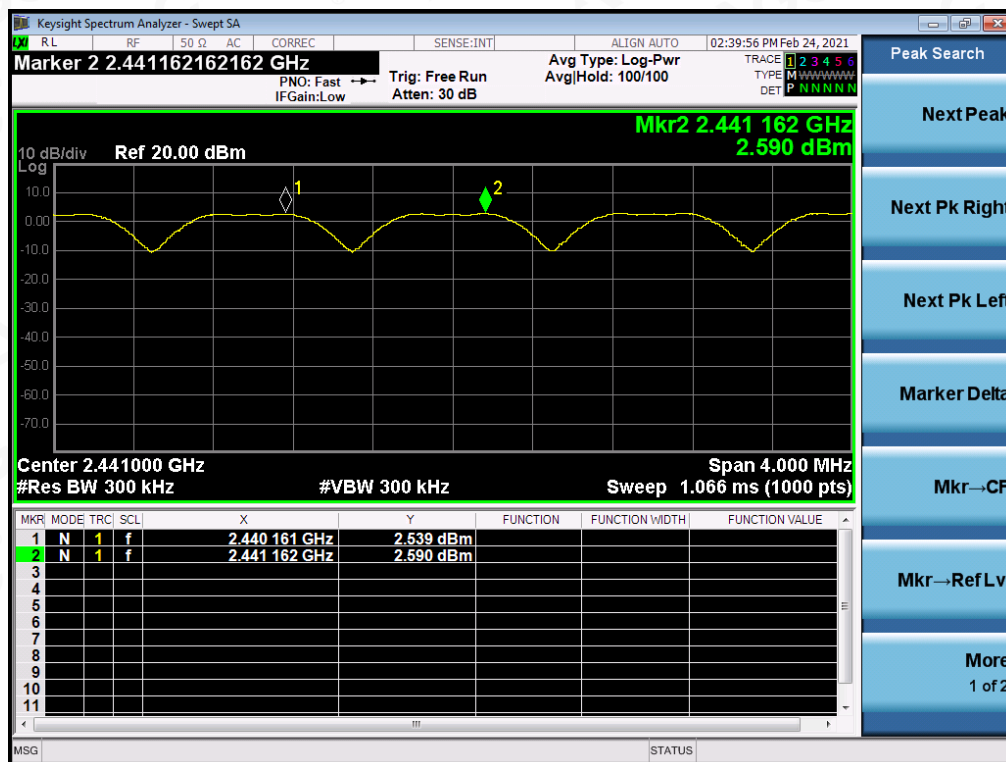 Keysight Spectrum Analyzer - Swept SA
LXI RL RF 50 Ω AC CORREC SENSE:INT ALIGN AUTO 02:39:56 PM Feb 24, 2021
Marker 2 2.441162162162 GHz
PNO: Fast
IFGain:Low
Trig: Free Run
Atten: 30 dB
Avg Type: Log-Pwr
Avg|Hold: 100/100
TRACE 1 2 3 4 5 6
TYPE M WWWWW
DET P N N N N N
Mkr2 2.441 162 GHz
2.590 dBm
10 dB/div Ref 20.00 dBm
Log
10.0
0.00
-10.0
-20.0
-30.0
-40.0
-50.0
-60.0
-70.0
1
2
Center 2.441000 GHz Span 4.000 MHz
#Res BW 300 kHz #VBW 300 kHz Sweep 1.066 ms (1000 pts)
MKR MODE TRC SCL X Y FUNCTION FUNCTION WIDTH FUNCTION VALUE
1 N 1 f 2.440 161 GHz 2.539 dBm
2 N 1 f 2.441 162 GHz 2.590 dBm
3
4
5
6
7
8
9
10
11
MSG STATUS
Peak Search
Next Peak
Next Pk Right
Next Pk Left
Marker Delta
Mkr→CF
Mkr→Ref Lv
More
1 of 2